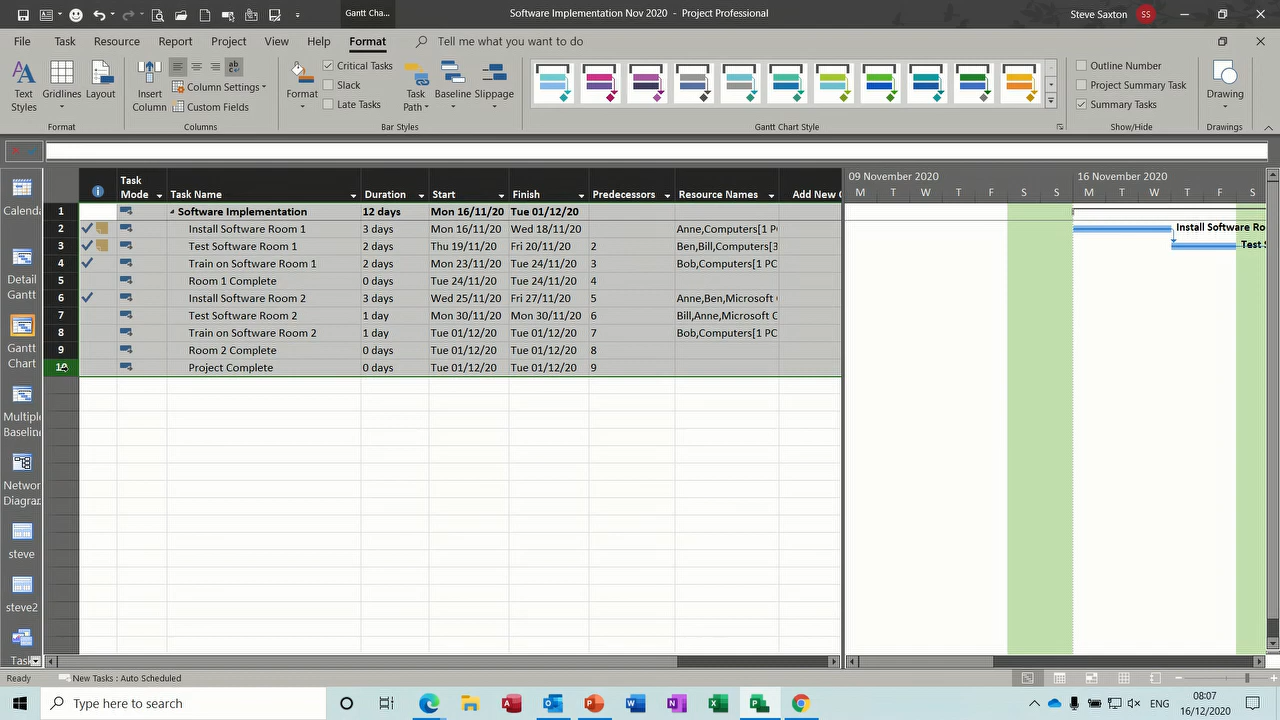 Gantt Cha...
Software Implementation Nov 2020 - Project Professional
Steve Saxton
SS
File
Task
Resource
Report
Project
View
Help
Format
Tell me what you want to do
Text Styles
Gridlines
Layout
Format
Insert Column
Column Settings
Custom Fields
Columns
Format
Critical Tasks
Slack
Late Tasks
Task Path
Baseline
Slippage
Bar Styles
Gantt Chart Style
Outline Number
Project Summary Task
Summary Tasks
Show/Hide
Drawing
Drawings
Task Mode Task Name Duration Start Finish Predecessors Resource Names Add New C
1 Software Implementation 12 days Mon 16/11/20 Tue 01/12/20
2 Install Software Room 1 3 days Mon 16/11/20 Wed 18/11/20 Anne,Computers[1 PC
3 Test Software Room 1 2 days Thu 19/11/20 Fri 20/11/20 2 Ben,Bill,Computers[3
4 Train on Software Room 1 2 days Mon 23/11/20 Tue 24/11/20 3 Bob,Computers[1 PC
5 Room 1 Complete 0 days Tue 24/11/20 Tue 24/11/20 4
6 Install Software Room 2 3 days Wed 25/11/20 Fri 27/11/20 5 Anne,Ben,Microsoft
7 Test Software Room 2 1 day Mon 30/11/20 Mon 30/11/20 6 Bill,Anne,Microsoft
8 Train on Software Room 2 1 day Tue 01/12/20 Tue 01/12/20 7 Bob,Computers[1 PC
9 Room 2 Complete 0 days Tue 01/12/20 Tue 01/12/20 8
10 Project Complete 0 days Tue 01/12/20 Tue 01/12/20 9
09 November 2020 16 November 2020
M T W T F S S M T W T F S
Install Software Ro
Test S
Calenda
Detail Gantt
Gantt Chart
Multiple Baselin
Networ Diagra
steve
steve2
Task
Ready
New Tasks : Auto Scheduled
Type here to search
ENG
08:07
16/12/2020